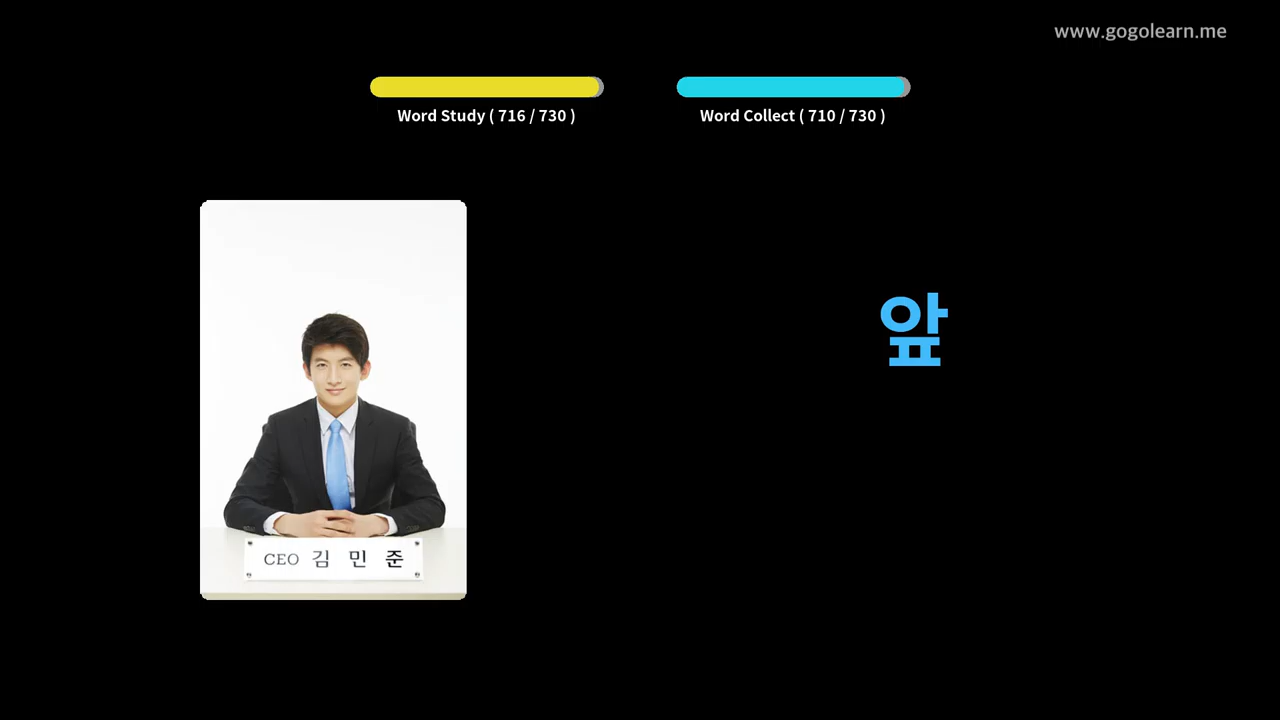 www.gogolearn.me
Word Study ( 716 / 730 )
Word Collect ( 710 / 730 )
앞
CEO 김 민 준